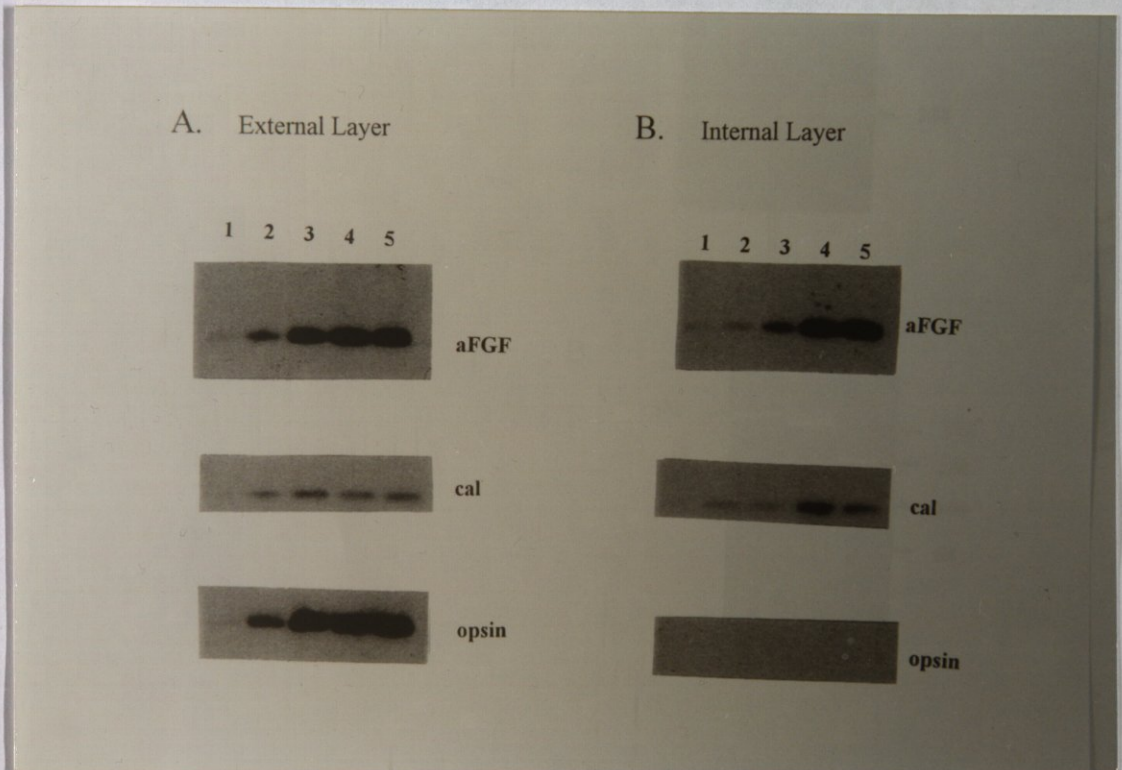 A. External Layer
1 2 3 4 5
aFGF
cal
opsin
B. Internal Layer
1 2 3 4 5
aFGF
cal
opsin